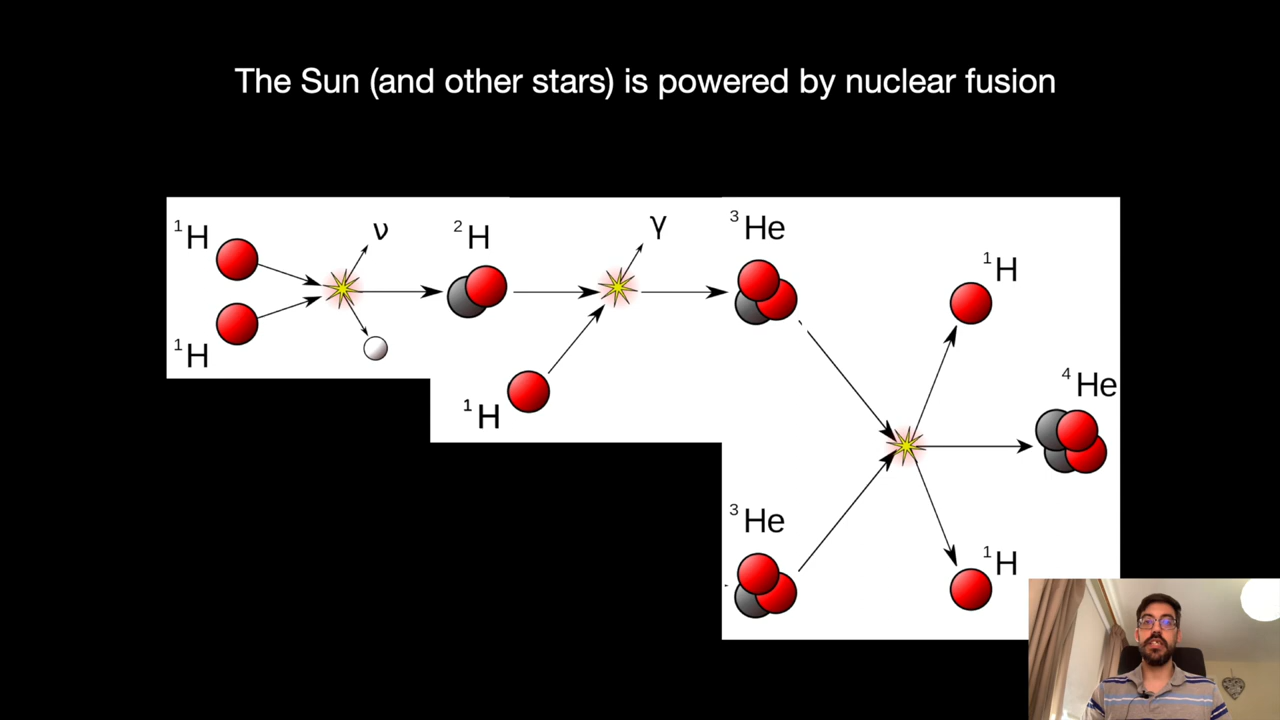 The Sun (and other stars) is powered by nuclear fusion
¹H
ν
²H
γ
³He
¹H
¹H
¹H
⁴He
³He
¹H